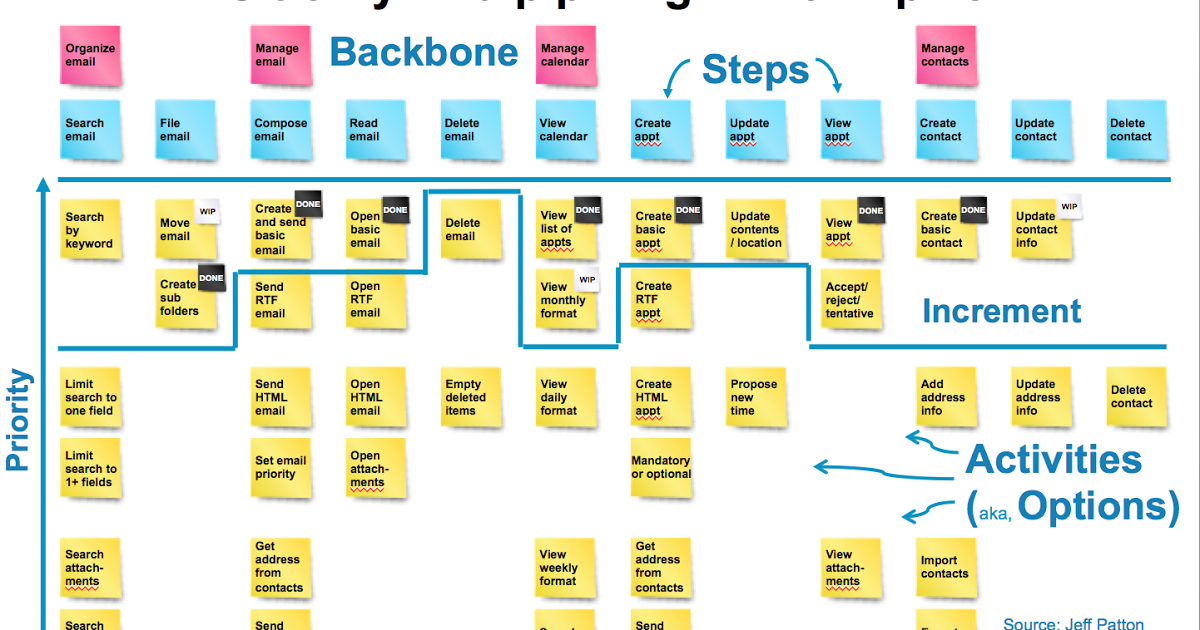 Organize
email
Manage
email
Backbone
Manage
calendar
Steps
Manage
contacts
Search
email
File
email
Compose
email
Read
email
Delete
email
View
calendar
Create
appt
Update
appt
View
appt
Create
contact
Update
contact
Delete
contact
Priority
Search
by
keyword
Move
email
WIP
Create
and send
basic
email
DONE
Open
basic
email
DONE
Delete
email
View
list of
appts
DONE
Create
basic
appt
DONE
Update
contents
/ location
View
appt
DONE
Create
basic
contact
DONE
Update
contact
info
WIP
Create
sub
folders
DONE
Send
RTF
email
Open
RTF
email
View
monthly
format
WIP
Create
RTF
appt
Accept/
reject/
tentative
Increment
Limit
search to
one field
Send
HTML
email
Open
HTML
email
Empty
deleted
items
View
daily
format
Create
HTML
appt
Propose
new
time
Add
address
info
Update
address
info
Delete
contact
Limit
search to
1+ fields
Set email
priority
Open
attach-
ments
Mandatory
or optional
Activities
(aka, Options)
Search
attach-
ments
Get
address
from
contacts
View
weekly
format
Get
address
from
contacts
View
attach-
ments
Import
contacts
Search
Send
Send
Source: Jeff Patton